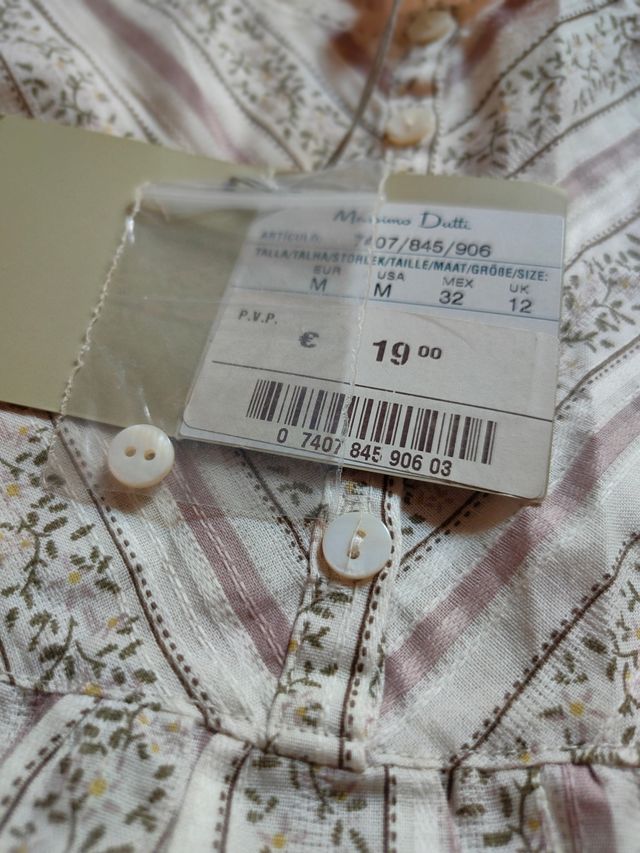 Massimo Dutti
ARTÍCULO: 7407/845/906
TALLA/TALHA/STORLEK/TAILLE/MAAT/GRÖßE/SIZE:
EUR USA MEX UK
M M 32 12
P.V.P. € 19 00
0 7407 845 906 03